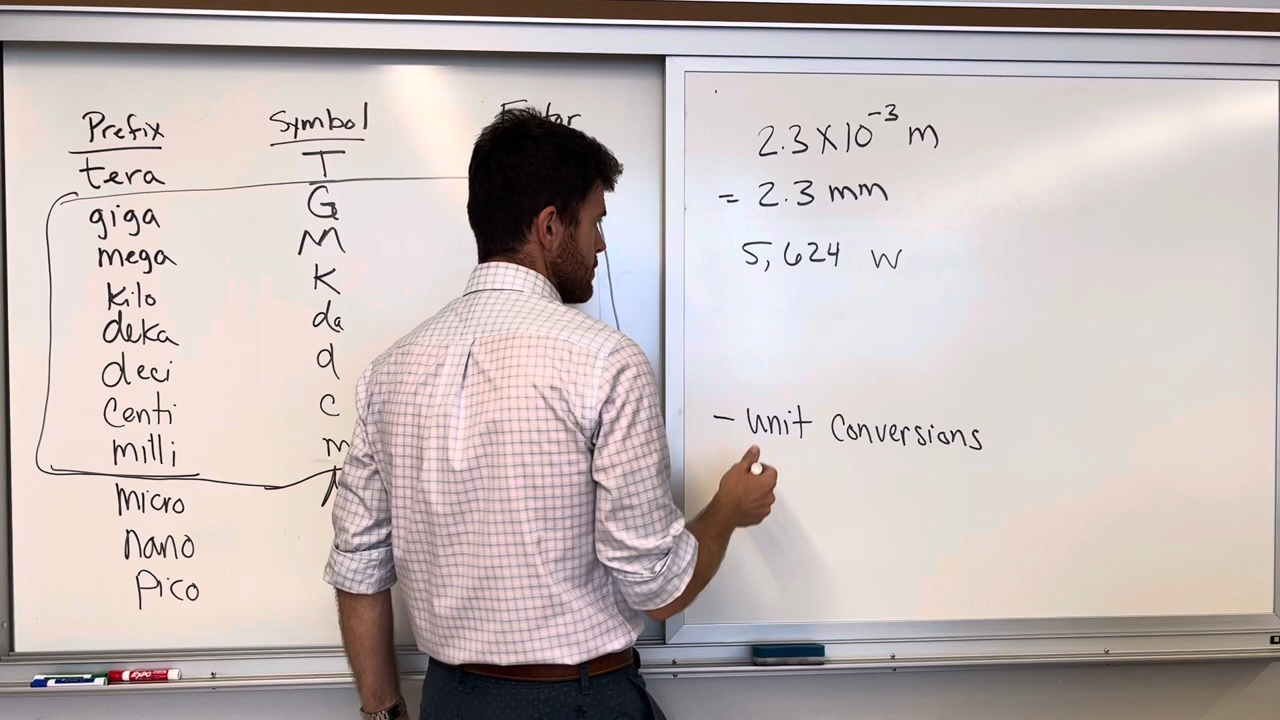 Prefix Symbol
tera T
giga G
mega M
kilo K
deka da
deci d
centi c
milli m
micro
nano
pico
2.3 X 10⁻³ m
= 2.3 mm
5,624 W
- unit conversions
EXPO